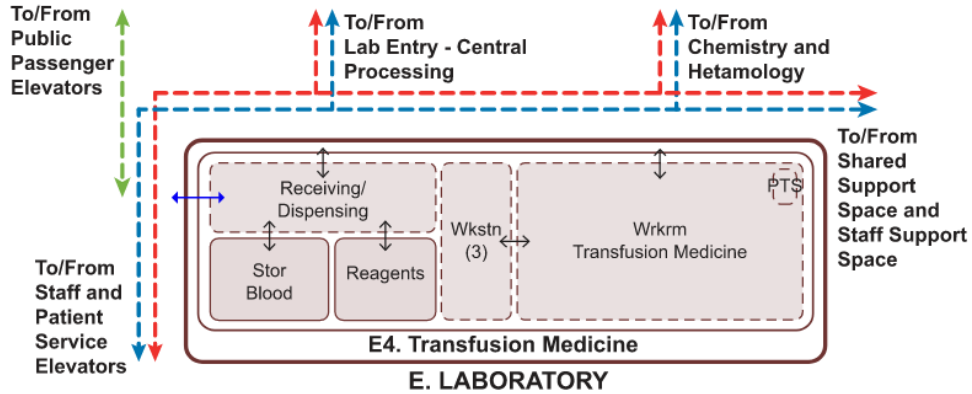 To/From
Public
Passenger
Elevators
To/From
Lab Entry - Central
Processing
To/From
Chemistry and
Hetamology
To/From
Shared
Support
Space and
Staff Support
Space
To/From
Staff and
Patient
Service
Elevators
Receiving/
Dispensing
Stor
Blood
Reagents
Wkstn
(3)
Wrkrm
Transfusion Medicine
PTS
E4. Transfusion Medicine
E. LABORATORY